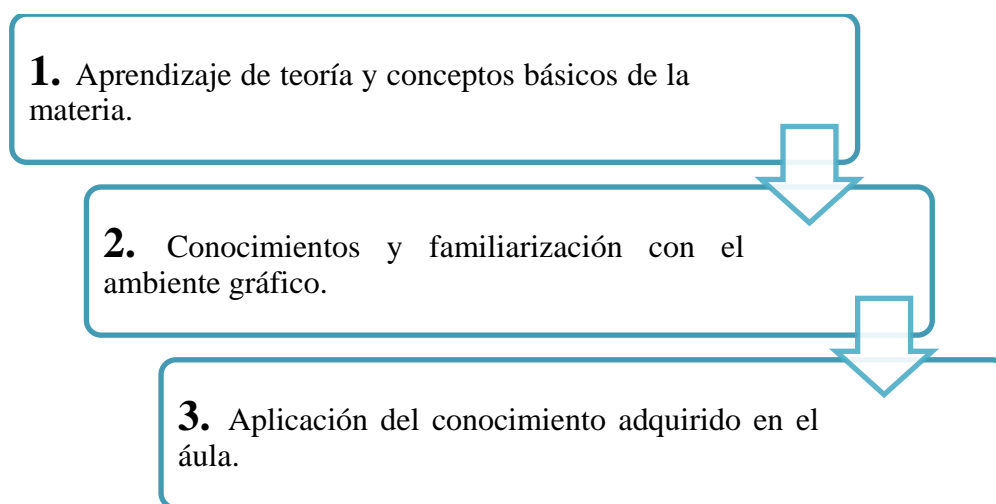 1. Aprendizaje de teoría y conceptos básicos de la
materia.
2. Conocimientos y familiarización con el
ambiente gráfico.
3. Aplicación del conocimiento adquirido en el
áula.